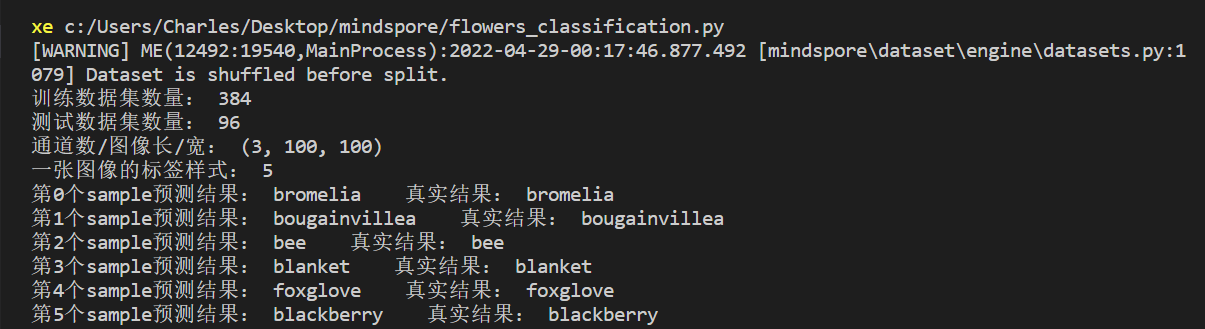 xe c:/Users/Charles/Desktop/mindspore/flowers_classification.py
[WARNING] ME(12492:19540,MainProcess):2022-04-29-00:17:46.877.492 [mindspore\dataset\engine\datasets.py:1
079] Dataset is shuffled before split.
训练数据集数量： 384
测试数据集数量： 96
通道数/图像长/宽： (3, 100, 100)
一张图像的标签样式： 5
第0个sample预测结果： bromelia    真实结果： bromelia
第1个sample预测结果： bougainvillea    真实结果： bougainvillea
第2个sample预测结果： bee    真实结果： bee
第3个sample预测结果： blanket    真实结果： blanket
第4个sample预测结果： foxglove    真实结果： foxglove
第5个sample预测结果： blackberry    真实结果： blackberry